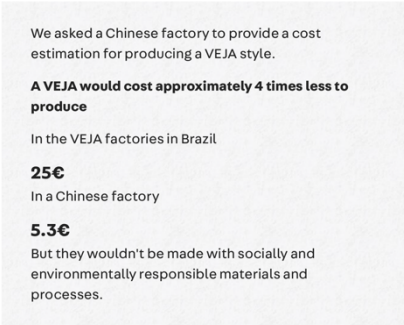 We asked a Chinese factory to provide a cost
estimation for producing a VEJA style.
A VEJA would cost approximately 4 times less to
produce
In the VEJA factories in Brazil
25€
In a Chinese factory
5.3€
But they wouldn't be made with socially and
environmentally responsible materials and
processes.